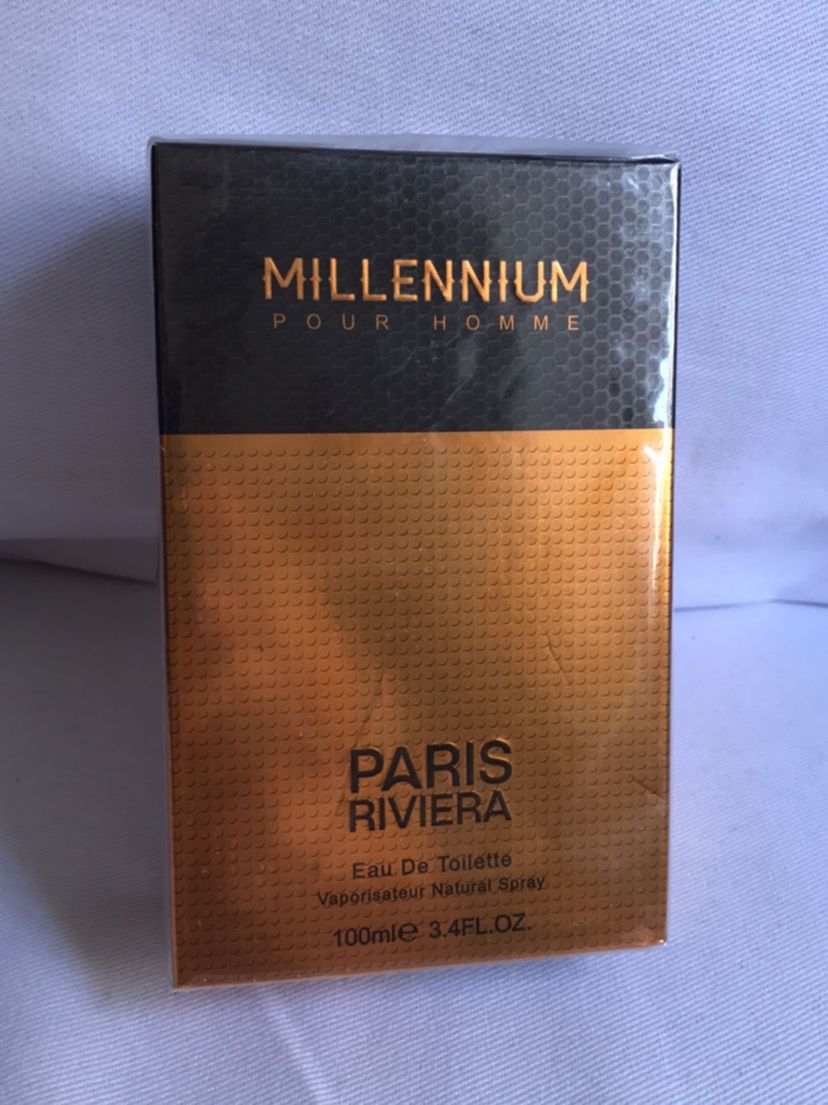 MILLENNIUM
POUR HOMME
PARIS
RIVIERA
Eau De Toilette
Vaporisateur Natural Spray
100ml℮ 3.4FL.OZ.